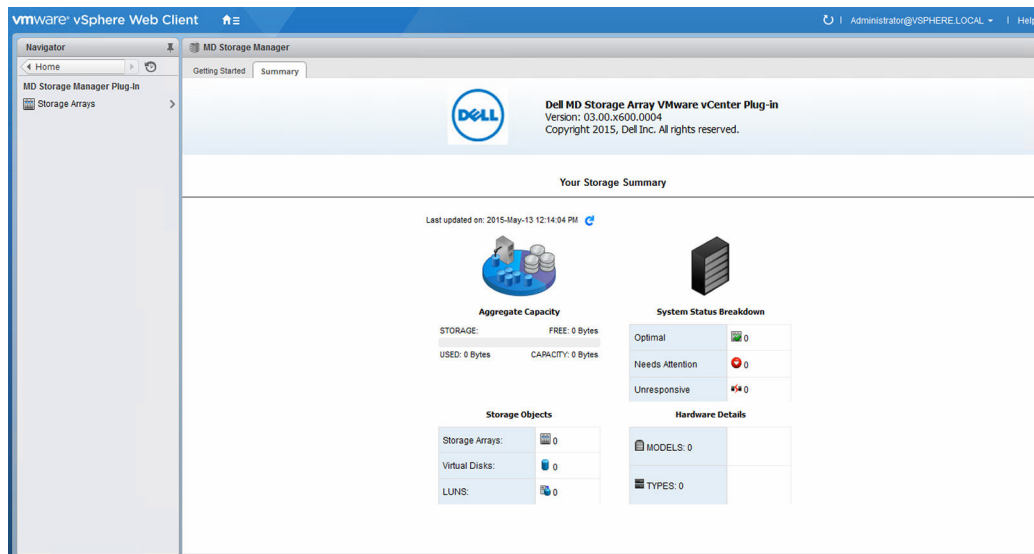 vmware® vSphere Web Client
Administrator@VSPHERE.LOCAL
Help
Navigator
Home
MD Storage Manager Plug-In
Storage Arrays
MD Storage Manager
Getting Started
Summary
DELL
Dell MD Storage Array VMware vCenter Plug-in
Version: 03.00.x600.0004
Copyright 2015, Dell Inc. All rights reserved.
Your Storage Summary
Last updated on: 2015-May-13 12:14:04 PM
Aggregate Capacity
STORAGE: FREE: 0 Bytes
USED: 0 Bytes CAPACITY: 0 Bytes
System Status Breakdown
Optimal 0
Needs Attention 0
Unresponsive 0
Storage Objects
Storage Arrays: 0
Virtual Disks: 0
LUNS: 0
Hardware Details
MODELS: 0
TYPES: 0